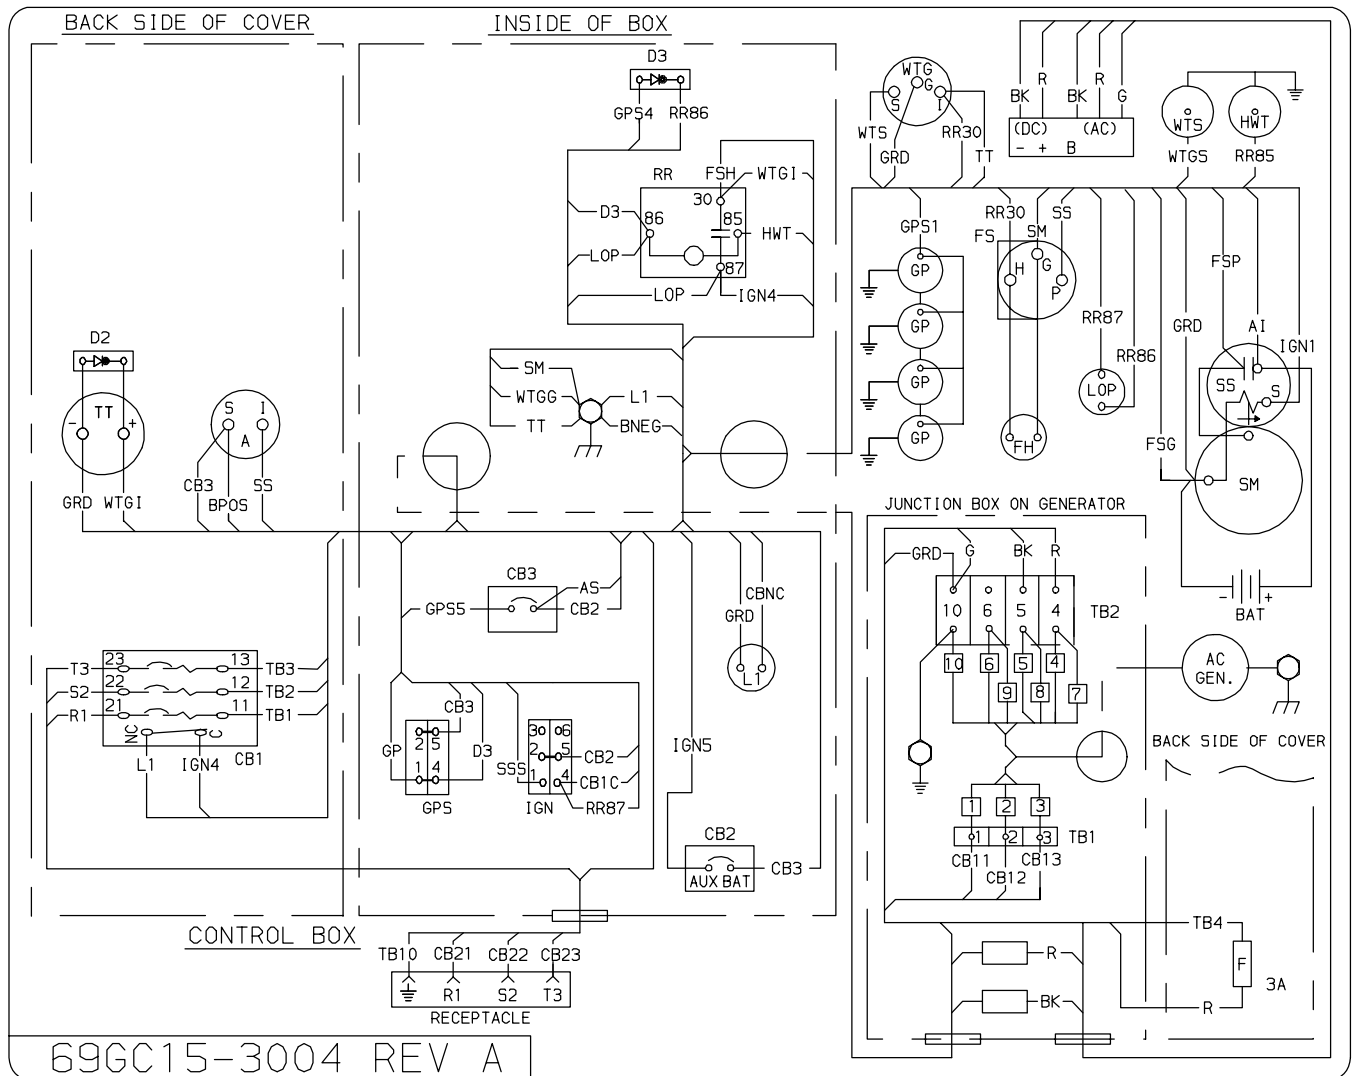 BACK SIDE OF COVER
INSIDE OF BOX
D3
GPS4 RR86
RR FSH WTGI
30
D3 86 85 HWT
LOP
87
LOP IGN4
D2
TT
- +
GRD WTGI
S I
A
CB3 BPOS SS
SM
WTGG L1
TT BNEG
CB3
AS
GPS5 CB2
GRD CBNC
L1
T3 23 13 TB3
S2 22 12 TB2
R1 21 11 TB1
NC C
L1 IGN4 CB1
CB3
GP 2 5 D3
1 4
GPS
SSS 3 6
2 5 CB2
1 4 CB1C
IGN RR87
IGN5
CB2
AUX BAT CB3
CONTROL BOX
TB10 CB21 CB22 CB23
R1 S2 T3
RECEPTACLE
69GC15-3004 REV A
WTG
S G I
WTS GRD RR30 TT
BK R BK R G
(DC) (AC)
- + B
WTS HWT
WTGS RR85
GPS1
GP
GP
GP
GP
RR30 SM SS
FS
H G P
FH
RR87 RR86
LOP
FSP
GRD AI IGN1
SS S
FSG
SM
- +
BAT
JUNCTION BOX ON GENERATOR
GRD G BK R
10 6 5 4 TB2
10 6 5 4
9 8 7
AC
GEN.
BACK SIDE OF COVER
1 2 3
1 2 3 TB1
CB11 CB12 CB13
TB4
R
F
3A
BK
R